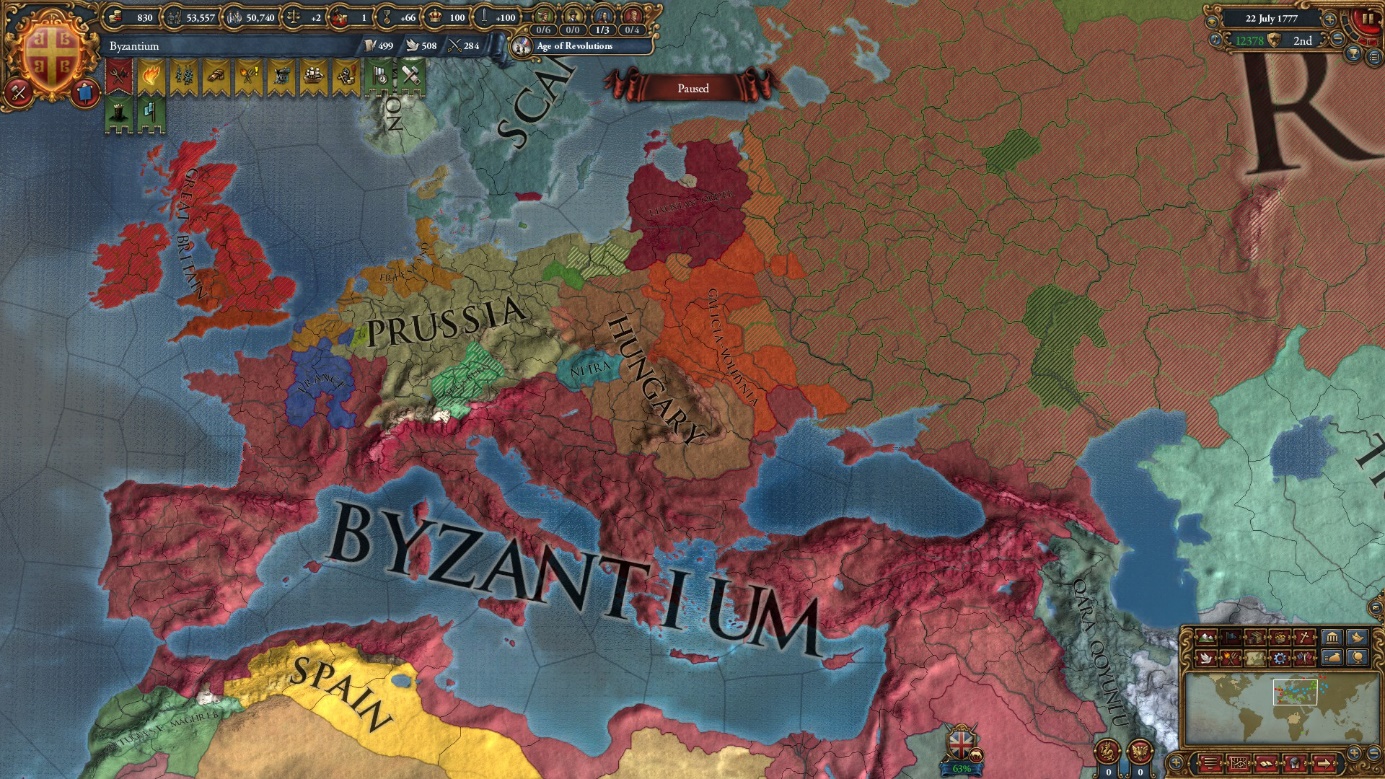 830 53,557 50,740 +2 1 +66 100 +100
0/6 0/0 1/3 0/4
Byzantium 499 508 284 Age of Revolutions
22 July 1777
12378 2nd
Paused
SCAN
R
GREAT BRITAIN
PRUSSIA
HUNGARY
NITRA
GALICIA-VOLHYNIA
FRANCE
BYZANTIUM
SPAIN
QARA QOYUNLU
63%
0 0